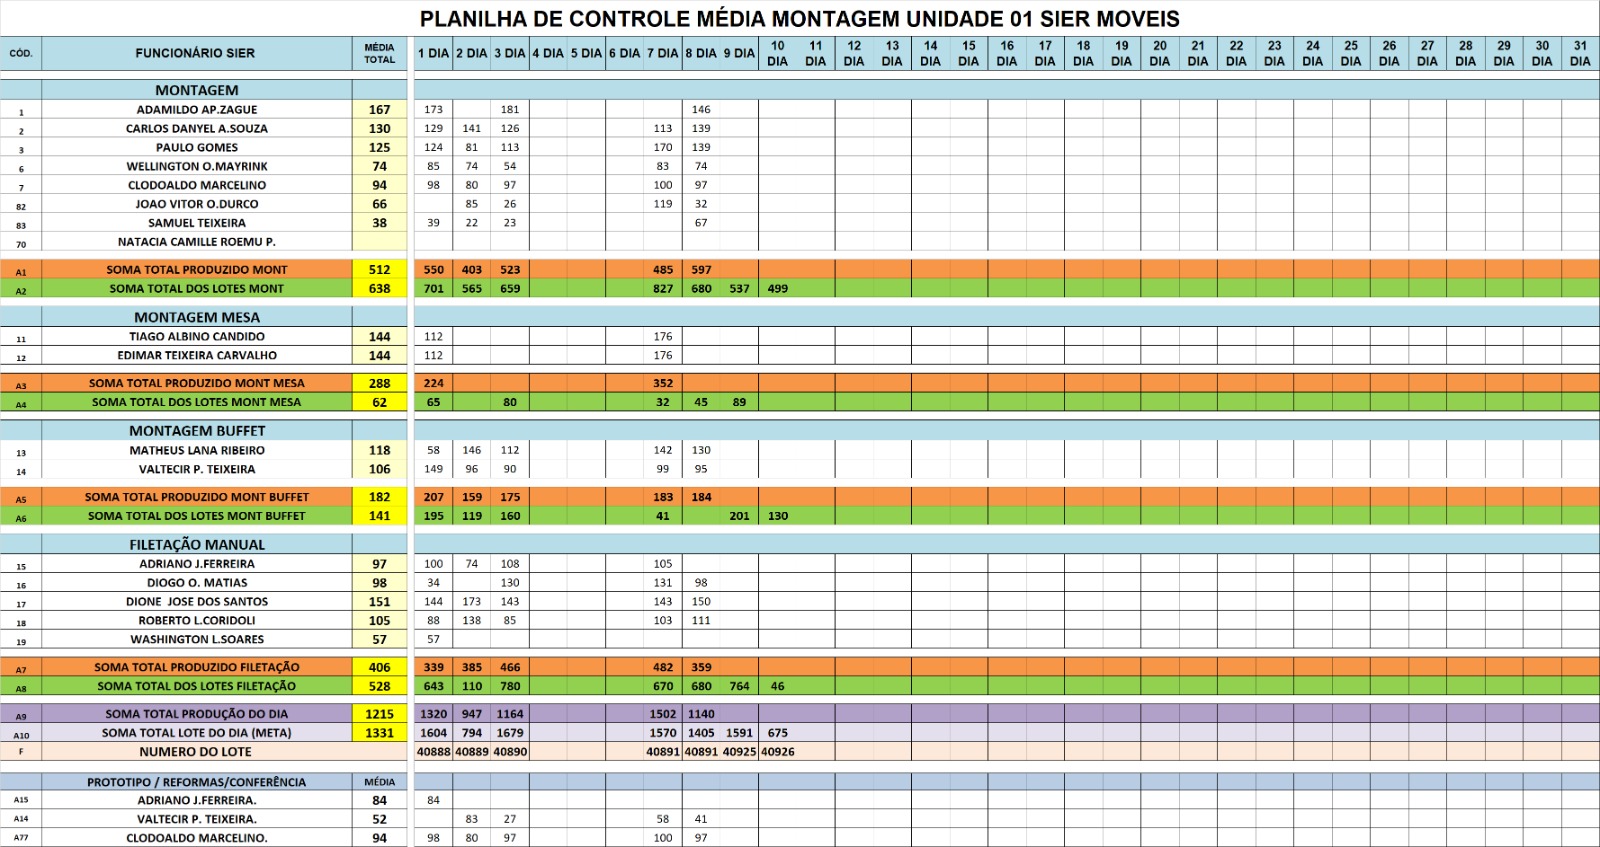 PLANILHA DE CONTROLE MÉDIA MONTAGEM UNIDADE 01 SIER MOVEIS
CÓD. FUNCIONÁRIO SIER MÉDIA TOTAL 1 DIA 2 DIA 3 DIA 4 DIA 5 DIA 6 DIA 7 DIA 8 DIA 9 DIA 10 DIA 11 DIA 12 DIA 13 DIA 14 DIA 15 DIA 16 DIA 17 DIA 18 DIA 19 DIA 20 DIA 21 DIA 22 DIA 23 DIA 24 DIA 25 DIA 26 DIA 27 DIA 28 DIA 29 DIA 30 DIA 31 DIA
MONTAGEM
1 ADAMILDO AP.ZAGUE 167 173 181 146
2 CARLOS DANYEL A.SOUZA 130 129 141 126 113 139
3 PAULO GOMES 125 124 81 113 170 139
6 WELLINGTON O.MAYRINK 74 85 74 54 83 74
7 CLODOALDO MARCELINO 94 98 80 97 100 97
82 JOAO VITOR O.DURCO 66 85 26 119 32
83 SAMUEL TEIXEIRA 38 39 22 23 67
70 NATACIA CAMILLE ROEMU P.
A1 SOMA TOTAL PRODUZIDO MONT 512 550 403 523 485 597
A2 SOMA TOTAL DOS LOTES MONT 638 701 565 659 827 680 537 499
MONTAGEM MESA
11 TIAGO ALBINO CANDIDO 144 112 176
12 EDIMAR TEIXEIRA CARVALHO 144 112 176
A3 SOMA TOTAL PRODUZIDO MONT MESA 288 224 352
A4 SOMA TOTAL DOS LOTES MONT MESA 62 65 80 32 45 89
MONTAGEM BUFFET
13 MATHEUS LANA RIBEIRO 118 58 146 112 142 130
14 VALTECIR P. TEIXEIRA 106 149 96 90 99 95
A5 SOMA TOTAL PRODUZIDO MONT BUFFET 182 207 159 175 183 184
A6 SOMA TOTAL DOS LOTES MONT BUFFET 141 195 119 160 41 201 130
FILETAÇÃO MANUAL
15 ADRIANO J.FERREIRA 97 100 74 108 105
16 DIOGO O. MATIAS 98 34 130 131 98
17 DIONE JOSE DOS SANTOS 151 144 173 143 143 150
18 ROBERTO L.CORIDOLI 105 88 138 85 103 111
19 WASHINGTON L.SOARES 57 57
A7 SOMA TOTAL PRODUZIDO FILETAÇÃO 406 339 385 466 482 359
A8 SOMA TOTAL DOS LOTES FILETAÇÃO 528 643 110 780 670 680 764 46
A9 SOMA TOTAL PRODUÇÃO DO DIA 1215 1320 947 1164 1502 1140
A10 SOMA TOTAL LOTE DO DIA (META) 1331 1604 794 1679 1570 1405 1591 675
F NUMERO DO LOTE 40888 40889 40890 40891 40891 40925 40926
PROTOTIPO / REFORMAS/CONFERÊNCIA MÉDIA
A15 ADRIANO J.FERREIRA. 84 84
A14 VALTECIR P. TEIXEIRA. 52 83 27 58 41
A77 CLODOALDO MARCELINO. 94 98 80 97 100 97